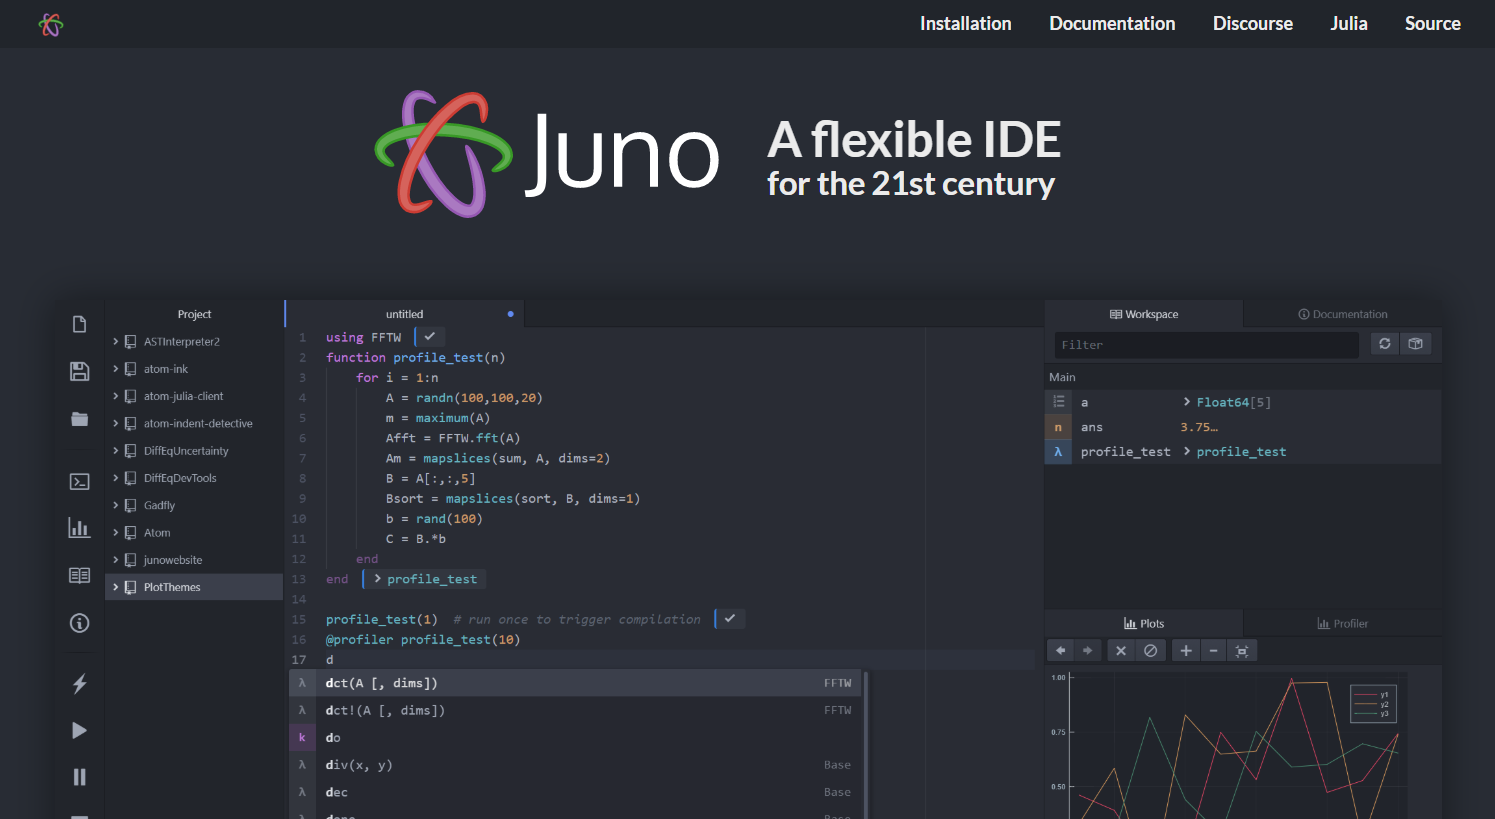 Installation
Documentation
Discourse
Julia
Source
Juno
A flexible IDE
for the 21st century
Project
ASTInterpreter2
atom-ink
atom-julia-client
atom-indent-detective
DiffEqUncertainty
DiffEqDevTools
Gadfly
Atom
junowebsite
PlotThemes
untitled
1 using FFTW
2 function profile_test(n)
3 for i = 1:n
4 A = randn(100,100,20)
5 m = maximum(A)
6 Afft = FFTW.fft(A)
7 Am = mapslices(sum, A, dims=2)
8 B = A[:,:,5]
9 Bsort = mapslices(sort, B, dims=1)
10 b = rand(100)
11 C = B.*b
12 end
13 end > profile_test
14
15 profile_test(1) # run once to trigger compilation
16 @profiler profile_test(10)
17 d
λ dct(A [, dims]) FFTW
λ dct!(A [, dims]) FFTW
k do
λ div(x, y) Base
λ dec Base
Workspace
Documentation
Filter
Main
a > Float64[5]
n ans 3.75…
λ profile_test > profile_test
Plots
Profiler
1.00
0.75
0.50
y1
y2
y3